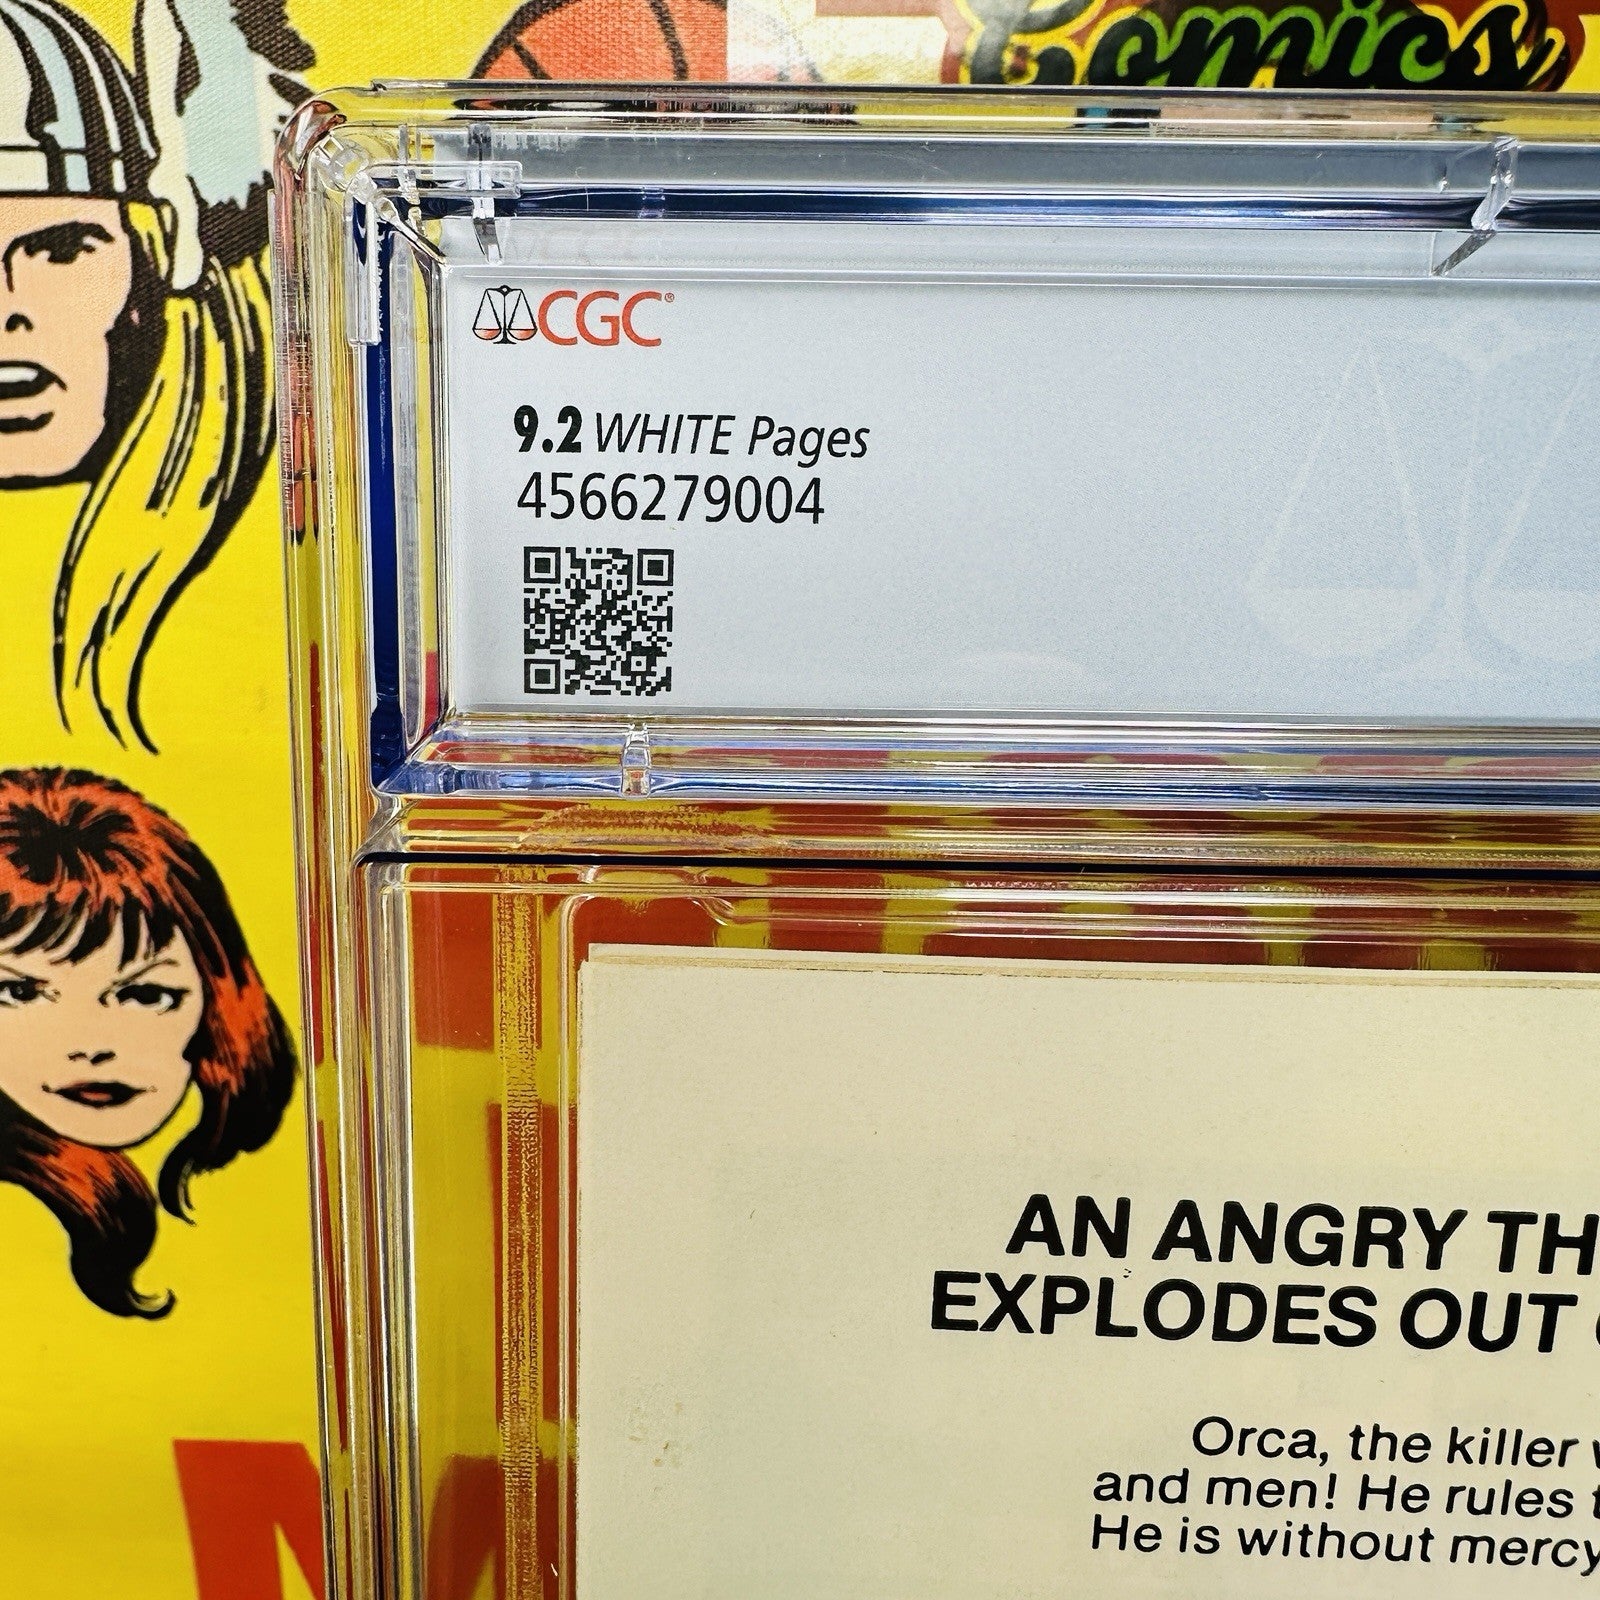 Comics
CGC®
9.2 WHITE Pages
4566279004
AN ANGRY TH
EXPLODES OUT
Orca, the killer
and men! He rules
He is without mercy